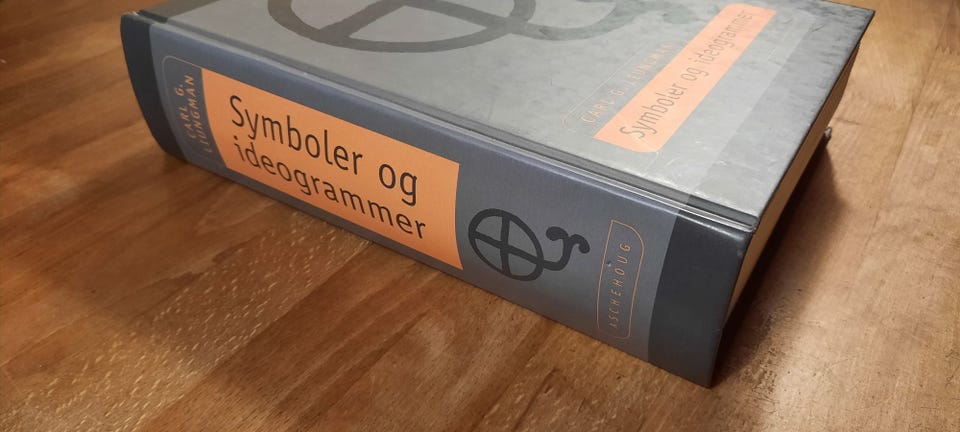 CARL G.
LIUNGMAN
Symboler og
ideogrammer
ASCHEHOUG
CARL G. LIUNGMAN
Symboler og ideogrammer